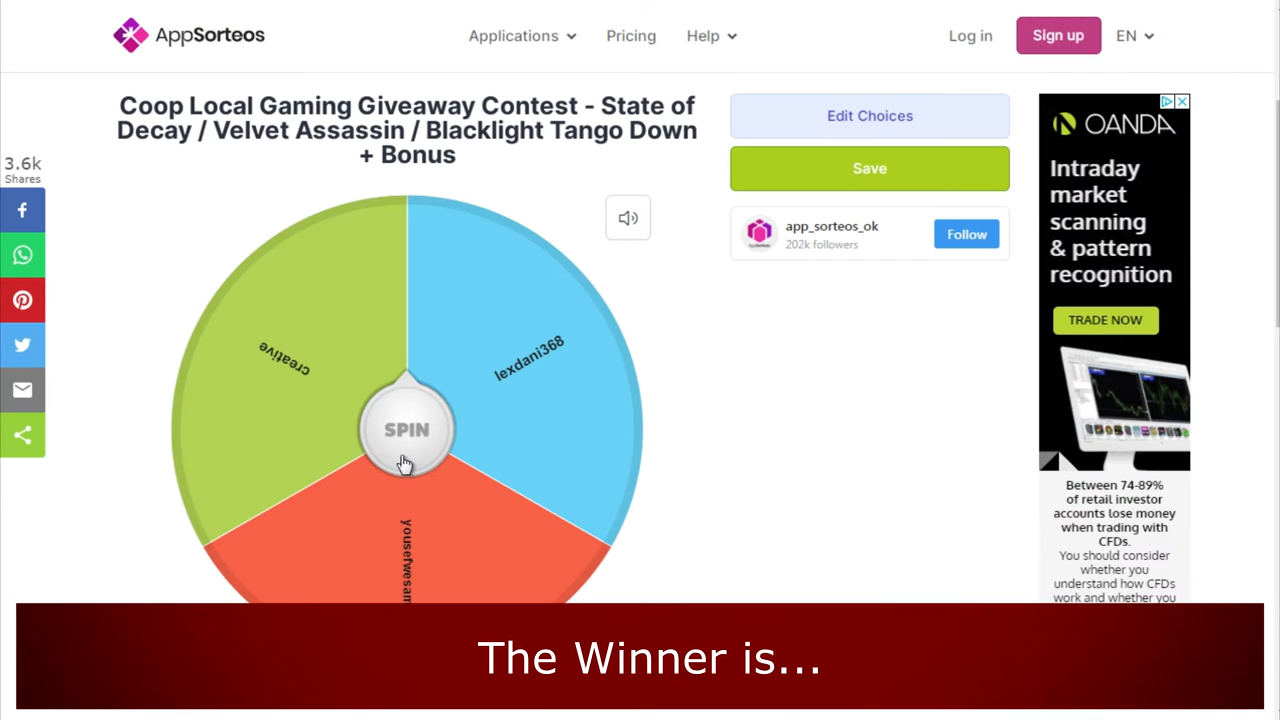 AppSorteos
Applications
Pricing
Help
Log in
Sign up
EN
Coop Local Gaming Giveaway Contest - State of
Decay / Velvet Assassin / Blacklight Tango Down
+ Bonus
3.6k
Shares
Edit Choices
Save
app_sorteos_ok
202k followers
Follow
creative
lexdani368
SPIN
yousefwesam
OANDA
Intraday
market
scanning
& pattern
recognition
TRADE NOW
Between 74-89%
of retail investor
accounts lose money
when trading with
CFDs.
You should consider
whether you
understand how CFDs
work and whether you
The Winner is...